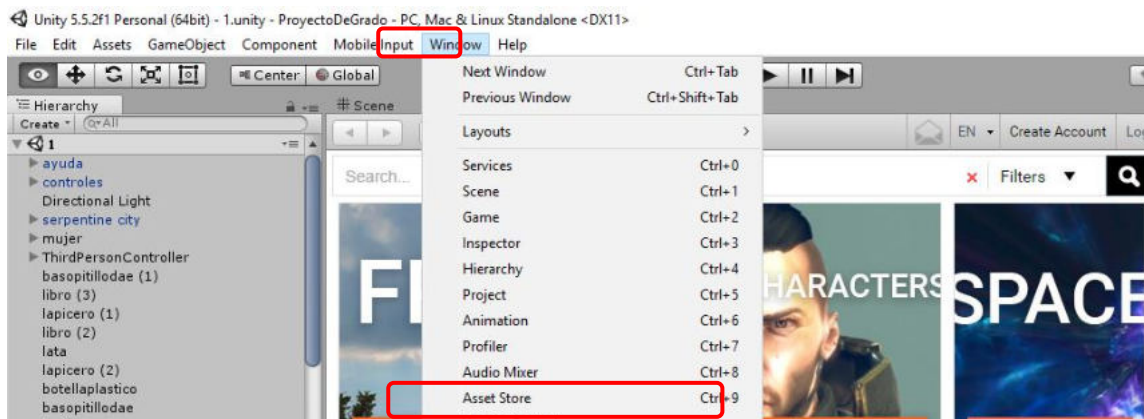 Unity 5.5.2f1 Personal (64bit) - 1.unity - ProyectoDeGrado - PC, Mac & Linux Standalone <DX11>
File Edit Assets GameObject Component MobileInput Window Help
Center Global
Hierarchy
Create Q▾All
1
ayuda
controles
Directional Light
serpentine city
mujer
ThirdPersonController
basopitillodae (1)
libro (3)
lapicero (1)
libro (2)
lata
lapicero (2)
botellaplastico
basopitillodae
Scene
Next Window Ctrl+Tab
Previous Window Ctrl+Shift+Tab
Layouts
Services Ctrl+0
Scene Ctrl+1
Game Ctrl+2
Inspector Ctrl+3
Hierarchy Ctrl+4
Project Ctrl+5
Animation Ctrl+6
Profiler Ctrl+7
Audio Mixer Ctrl+8
Asset Store Ctrl+9
EN Create Account
Search...
Filters
HARACTERS
SPACE